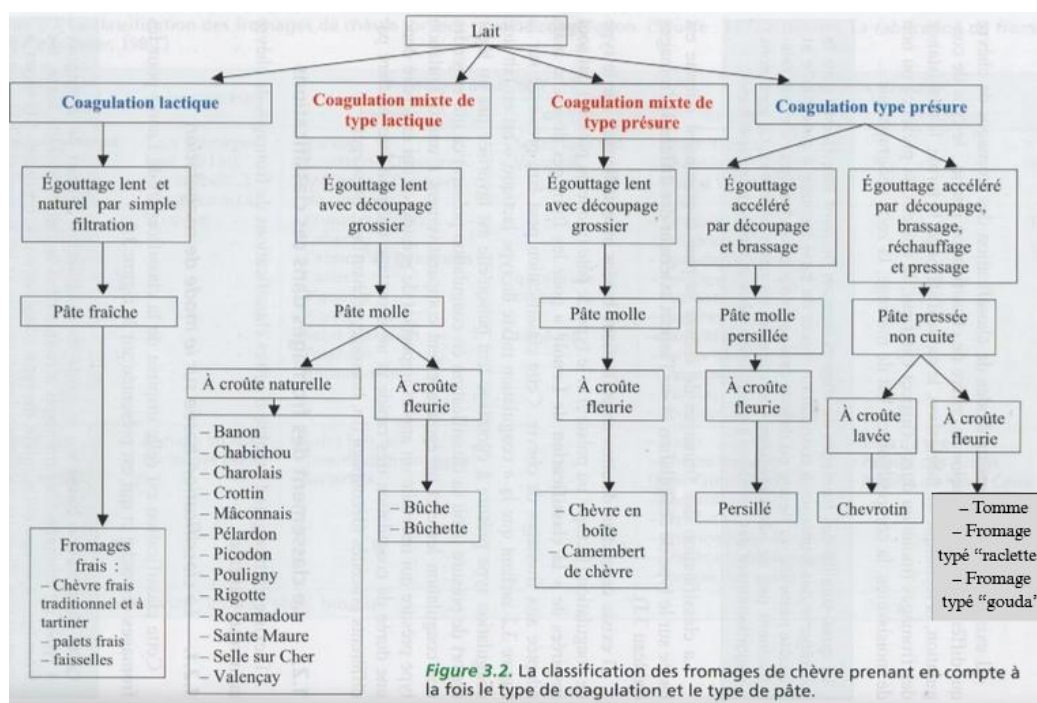 Lait
Coagulation lactique
Coagulation mixte de
type lactique
Coagulation mixte de
type présure
Coagulation type présure
Égouttage lent et
naturel par simple
filtration
Égouttage lent
avec découpage
grossier
Égouttage lent
avec découpage
grossier
Égouttage
accéléré
par découpage
et brassage
Égouttage accéléré
par découpage,
brassage,
réchauffage
et pressage
Pâte fraîche
Pâte molle
Pâte molle
Pâte molle
persillée
Pâte pressée
non cuite
À croûte naturelle
À croûte
fleurie
À croûte
fleurie
À croûte
fleurie
À croûte
lavée
À croûte
fleurie
Fromages
frais :
– Chèvre frais
traditionnel et à
tartiner
– palets frais
– faisselles
– Banon
– Chabichou
– Charolais
– Crottin
– Mâconnais
– Pélardon
– Picodon
– Pouligny
– Rigotte
– Rocamadour
– Sainte Maure
– Selle sur Cher
– Valençay
– Bûche
– Bûchette
– Chèvre en
boîte
– Camembert
de chèvre
Persillé
Chevrotin
– Tomme
– Fromage
typé “raclette
– Fromage
typé “gouda”
Figure 3.2. La classification des fromages de chèvre prenant en compte à
la fois le type de coagulation et le type de pâte.